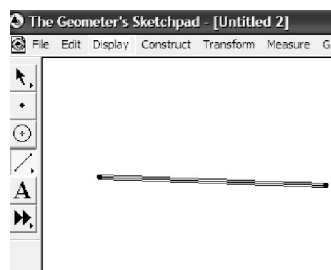 The Geometer's Sketchpad - [Untitled 2]
File Edit Display Construct Transform Measure G
A